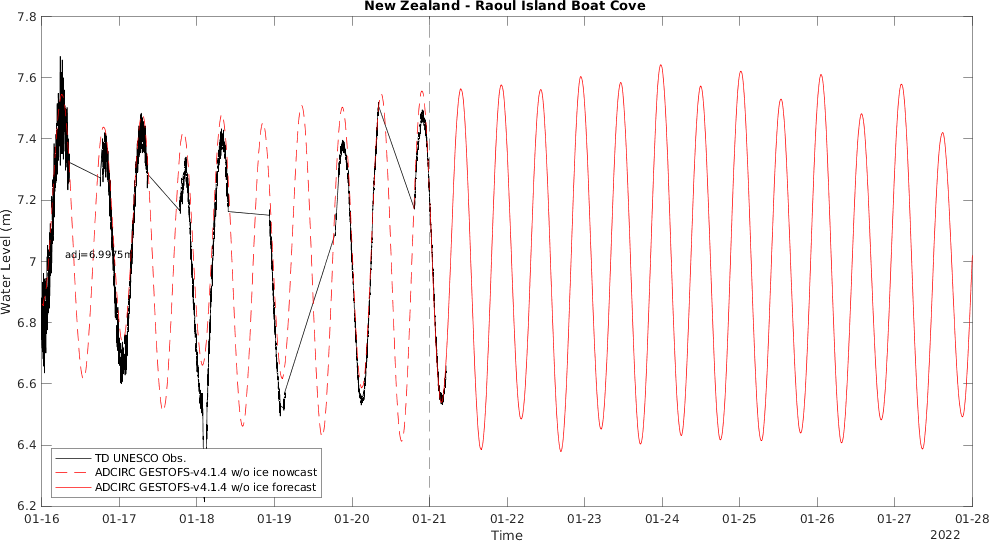 New Zealand - Raoul Island Boat Cove
7.8
7.6
7.4
7.2
7
6.8
6.6
6.4
6.2
Water Level (m)
adj=6.9975m
TD UNESCO Obs.
ADCIRC GESTOFS-v4.1.4 w/o ice nowcast
ADCIRC GESTOFS-v4.1.4 w/o ice forecast
01-16 01-17 01-18 01-19 01-20 01-21 01-22 01-23 01-24 01-25 01-26 01-27 01-28
Time
2022